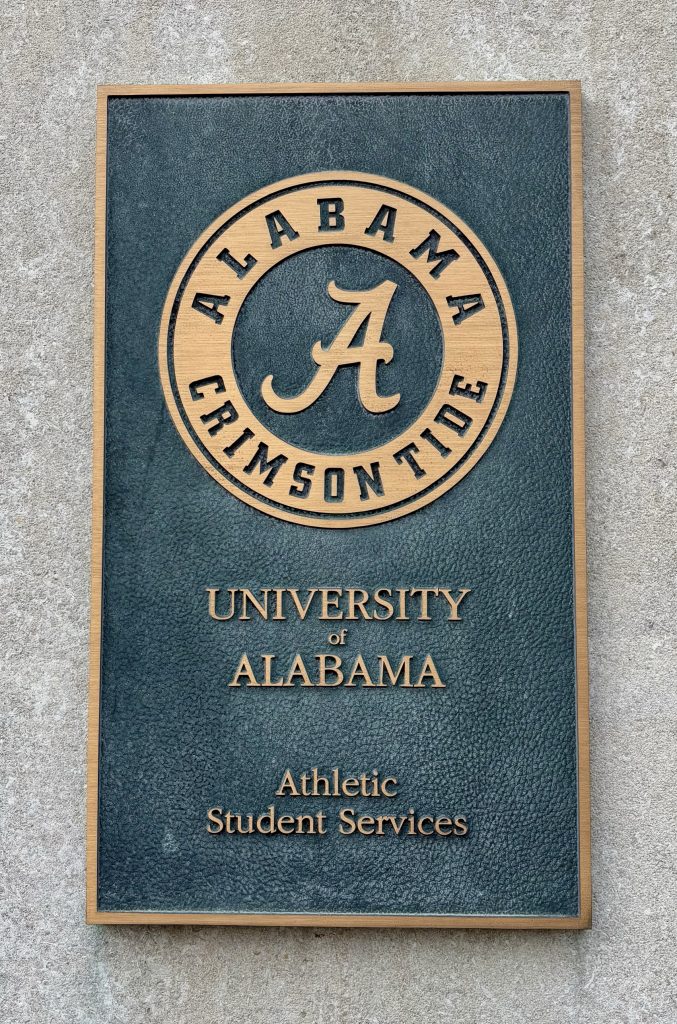 ALABAMA
A
CRIMSON TIDE
UNIVERSITY
of
ALABAMA
Athletic
Student Services